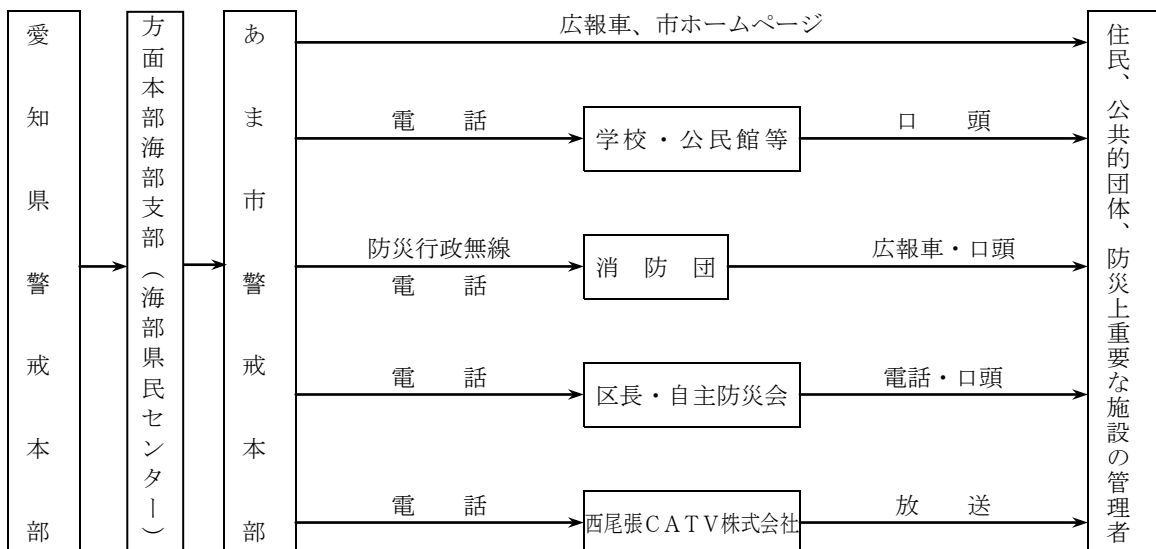 愛知県警戒本部
方面本部海部支部（海部県民センター）
あま市警戒本部
広報車、市ホームページ
電話
学校・公民館等
口頭
防災行政無線
電話
消防団
広報車・口頭
電話
区長・自主防災会
電話・口頭
電話
西尾張CATV株式会社
放送
住民、公共的団体、防災上重要な施設の管理者